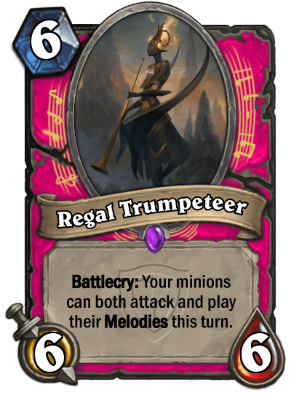 6
Regal Trumpeteer
Battlecry: Your minions
can both attack and play
their Melodies this turn.
6
6